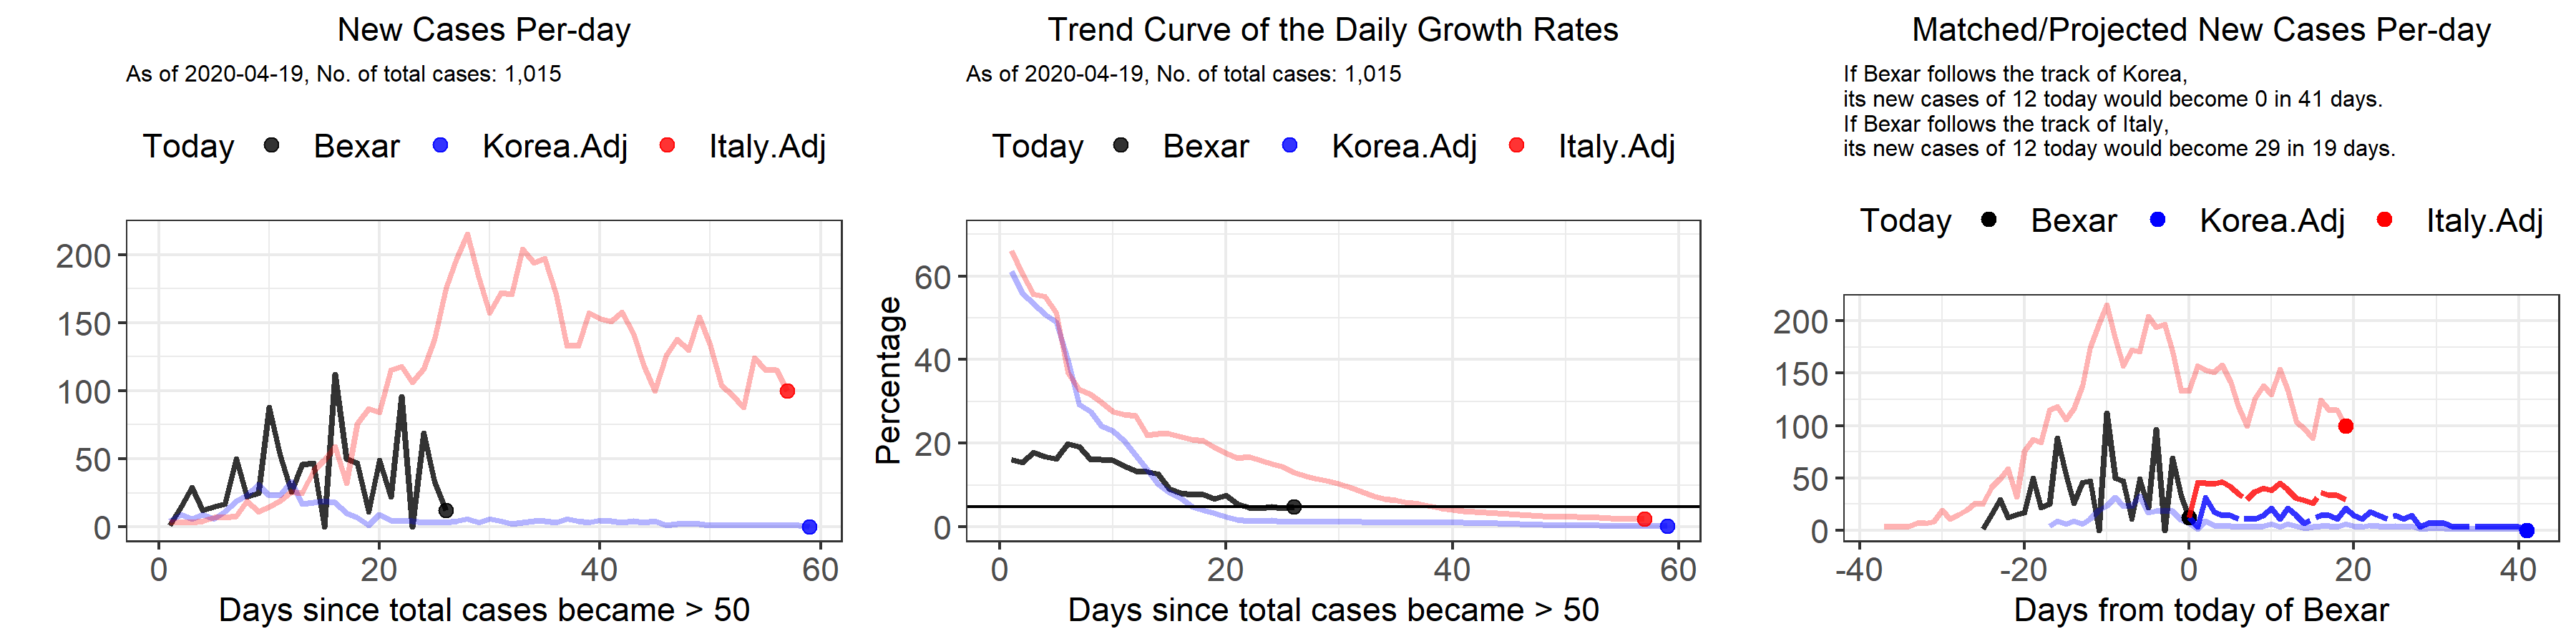 New Cases Per-day
As of 2020-04-19, No. of total cases: 1,015
Today Bexar Korea.Adj Italy.Adj
200
150
100
50
0
0 20 40 60
Days since total cases became > 50
Trend Curve of the Daily Growth Rates
As of 2020-04-19, No. of total cases: 1,015
Today Bexar Korea.Adj Italy.Adj
Percentage
60
40
20
0
0 20 40 60
Days since total cases became > 50
Matched/Projected New Cases Per-day
If Bexar follows the track of Korea,
its new cases of 12 today would become 0 in 41 days.
If Bexar follows the track of Italy,
its new cases of 12 today would become 29 in 19 days.
Today Bexar Korea.Adj Italy.Adj
200
150
100
50
0
-40 -20 0 20 40
Days from today of Bexar